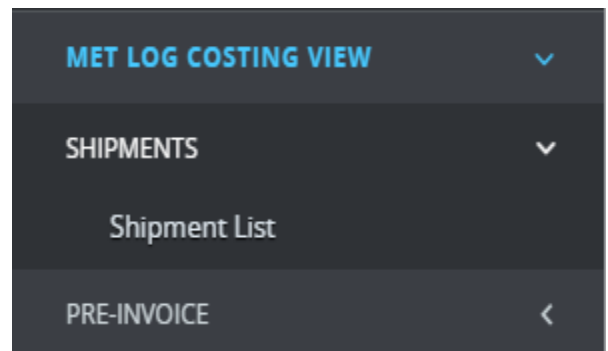 MET LOG COSTING VIEW
SHIPMENTS
Shipment List
PRE-INVOICE